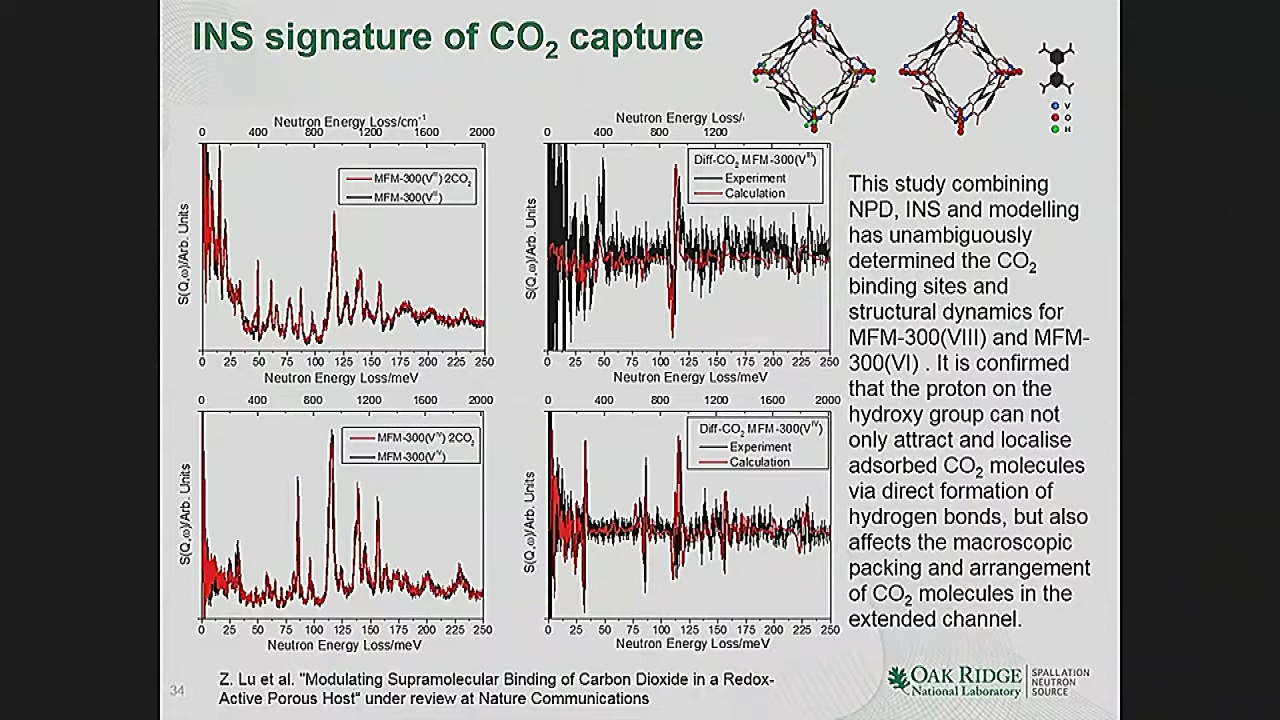 INS signature of CO2 capture
V
O
H
Neutron Energy Loss/cm-1
0 400 800 1200 1600 2000
MFM-300(VIII) 2CO2
MFM-300(VIII)
S(Q,ω)/Arb. Units
0 25 50 75 100 125 150 175 200 225 250
Neutron Energy Loss/meV
Neutron Energy Loss/
0 400 800 1200
Diff-CO2 MFM-300(VIII)
Experiment
Calculation
S(Q,ω)/Arb. Units
0 25 50 75 100 125 150 175 200 225 250
Neutron Energy Loss/meV
0 400 800 1200 1600 2000
MFM-300(VIV) 2CO2
MFM-300(VIV)
S(Q,ω)/Arb. Units
0 25 50 75 100 125 150 175 200 225 250
Neutron Energy Loss/meV
0 400 800 1200 1600 2000
Diff-CO2 MFM-300(VIV)
Experiment
Calculation
S(Q,ω)/Arb. Units
0 25 50 75 100 125 150 175 200 225 250
Neutron Energy Loss/meV
This study combining
NPD, INS and modelling
has unambiguously
determined the CO2
binding sites and
structural dynamics for
MFM-300(VIII) and MFM-
300(VI) . It is confirmed
that the proton on the
hydroxy group can not
only attract and localise
adsorbed CO2 molecules
via direct formation of
hydrogen bonds, but also
affects the macroscopic
packing and arrangement
of CO2 molecules in the
extended channel.
34
Z. Lu et al. "Modulating Supramolecular Binding of Carbon Dioxide in a Redox-
Active Porous Host" under review at Nature Communications
OAK RIDGE
National Laboratory
SPALLATION
NEUTRON
SOURCE